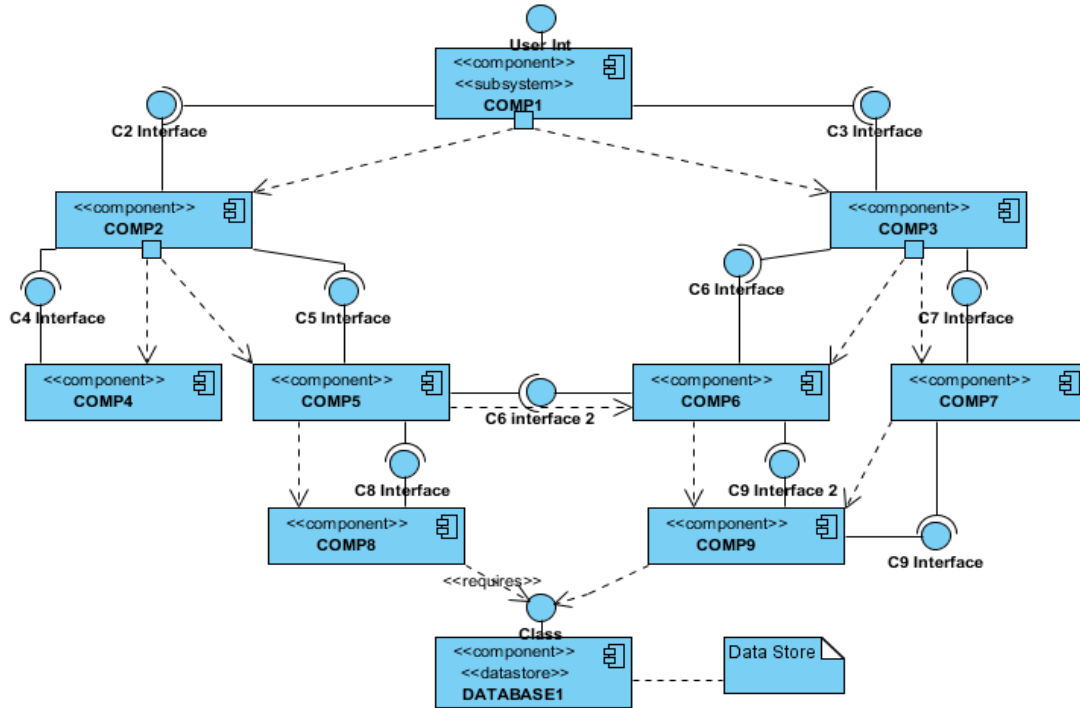 User Int
<<component>>
<<subsystem>>
COMP1
C2 Interface
C3 Interface
<<component>>
COMP2
<<component>>
COMP3
C4 Interface
C5 Interface
C6 Interface
C7 Interface
<<component>>
COMP4
<<component>>
COMP5
C6 interface 2
<<component>>
COMP6
<<component>>
COMP7
C8 Interface
C9 Interface 2
<<component>>
COMP8
<<component>>
COMP9
C9 Interface
<<requires>>
Class
<<component>>
<<datastore>>
DATABASE1
Data Store